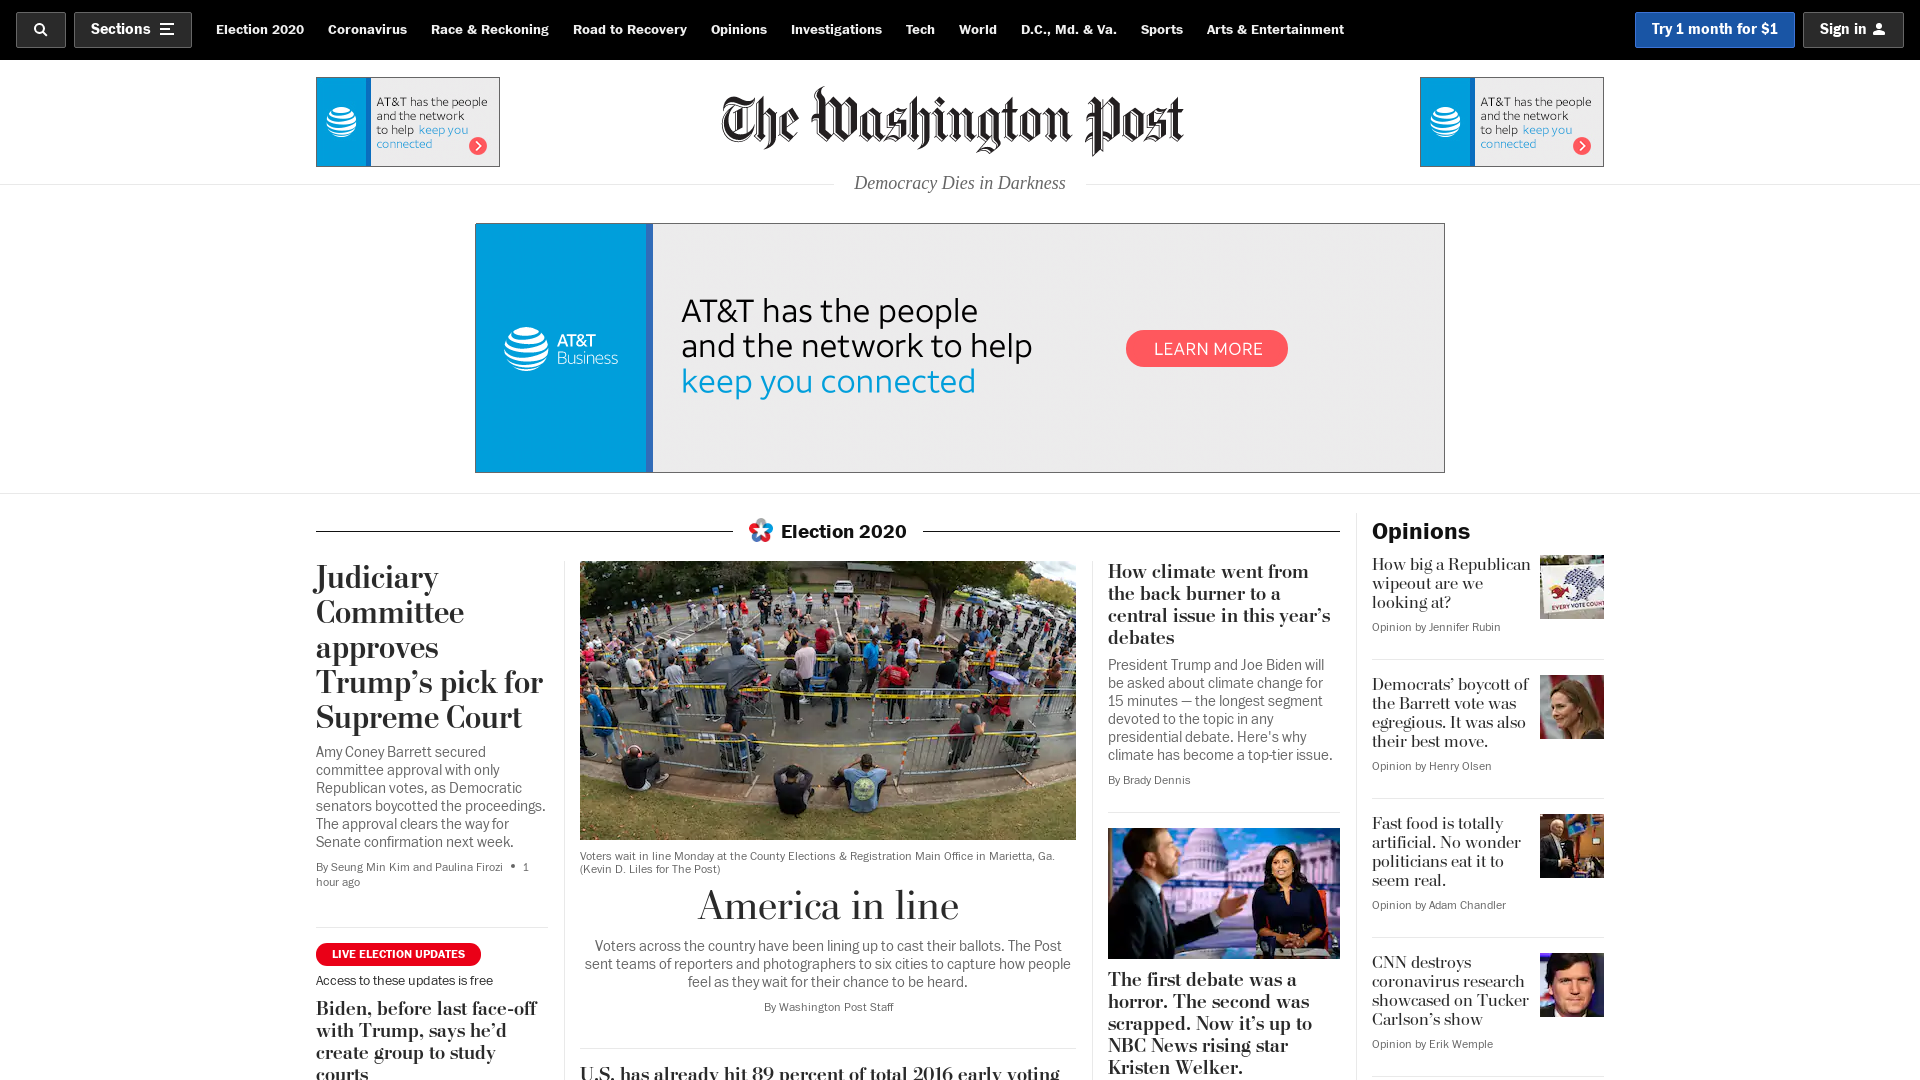 Sections
Election 2020
Coronavirus
Race & Reckoning
Road to Recovery
Opinions
Investigations
Tech
World
D.C., Md. & Va.
Sports
Arts & Entertainment
Try 1 month for $1
Sign in
AT&T has the people
and the network
to help keep you
connected
The Washington Post
AT&T has the people
and the network
to help keep you
connected
Democracy Dies in Darkness
AT&T
Business
AT&T has the people
and the network to help
keep you connected
LEARN MORE
Election 2020
Judiciary
Committee
approves
Trump’s pick for
Supreme Court
Amy Coney Barrett secured
committee approval with only
Republican votes, as Democratic
senators boycotted the proceedings.
The approval clears the way for
Senate confirmation next week.
By Seung Min Kim and Paulina Firozi • 1
hour ago
LIVE ELECTION UPDATES
Access to these updates is free
Biden, before last face-off
with Trump, says he’d
create group to study
courts
Voters wait in line Monday at the County Elections & Registration Main Office in Marietta, Ga.
(Kevin D. Liles for The Post)
America in line
Voters across the country have been lining up to cast their ballots. The Post
sent teams of reporters and photographers to six cities to capture how people
feel as they wait for their chance to be heard.
By Washington Post Staff
U.S. has already hit 89 percent of total 2016 early voting
How climate went from
the back burner to a
central issue in this year’s
debates
President Trump and Joe Biden will
be asked about climate change for
15 minutes — the longest segment
devoted to the topic in any
presidential debate. Here's why
climate has become a top-tier issue.
By Brady Dennis
The first debate was a
horror. The second was
scrapped. Now it’s up to
NBC News rising star
Kristen Welker.
Opinions
How big a Republican
wipeout are we
looking at?
Opinion by Jennifer Rubin
EVERY VOTE COUNT
Democrats’ boycott of
the Barrett vote was
egregious. It was also
their best move.
Opinion by Henry Olsen
Fast food is totally
artificial. No wonder
politicians eat it to
seem real.
Opinion by Adam Chandler
CNN destroys
coronavirus research
showcased on Tucker
Carlson’s show
Opinion by Erik Wemple